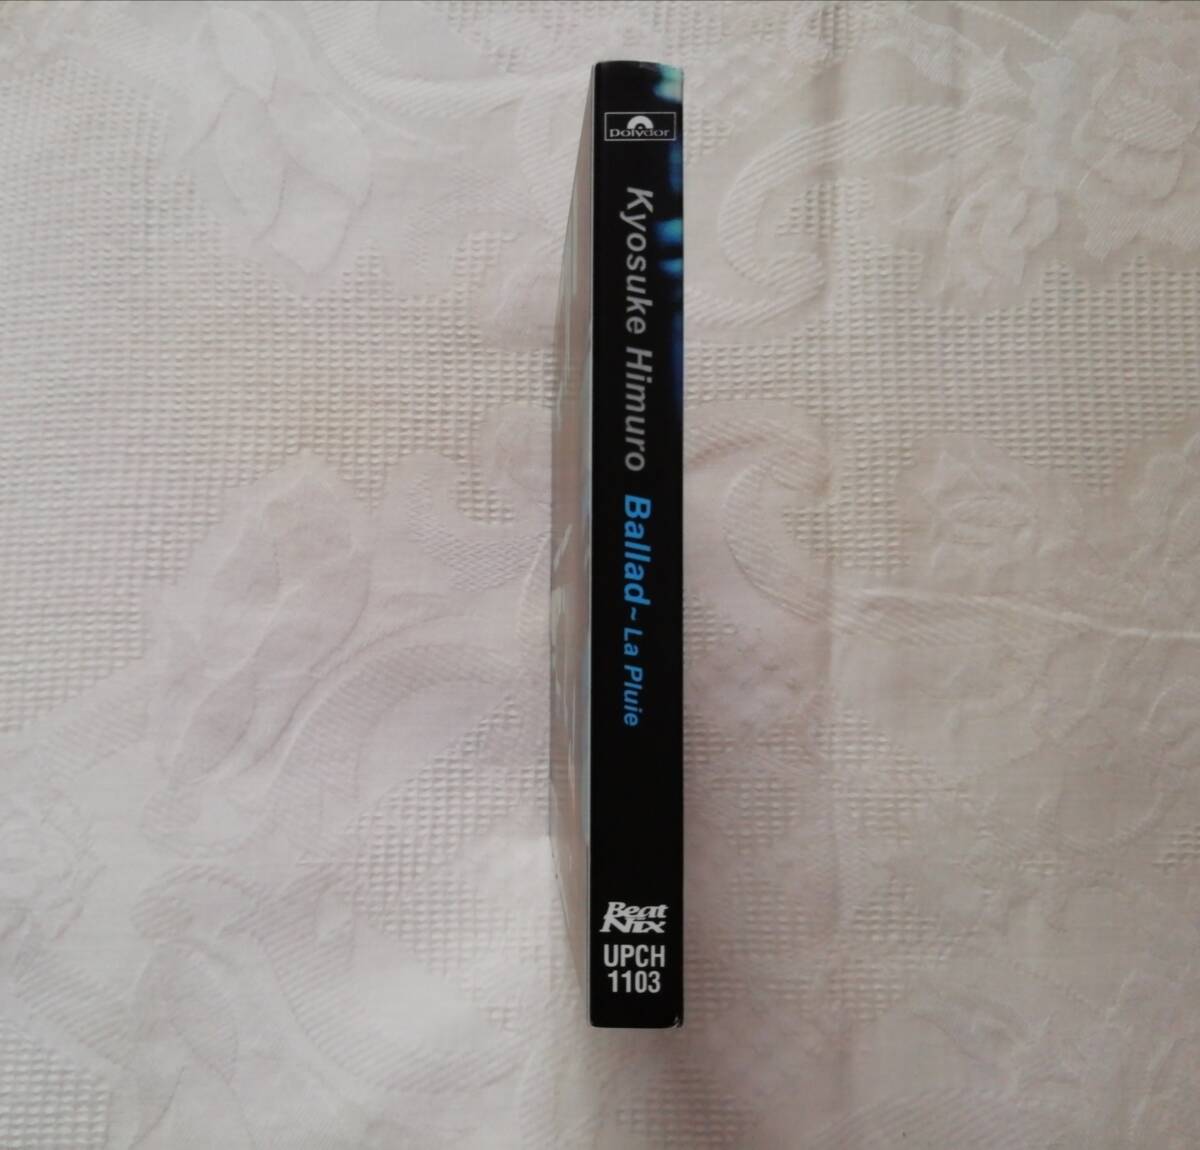 polydor
Kyosuke Himuro Ballad ~ La Pluie
Beat
Nix
UPCH
1103